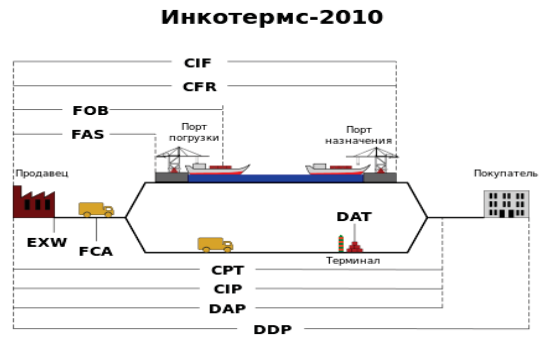 Инкотермс-2010
CIF
CFR
FOB
FAS
Порт
погрузки
Порт
назначения
Продавец
Покупатель
EXW
FCA
DAT
Терминал
CPT
CIP
DAP
DDP